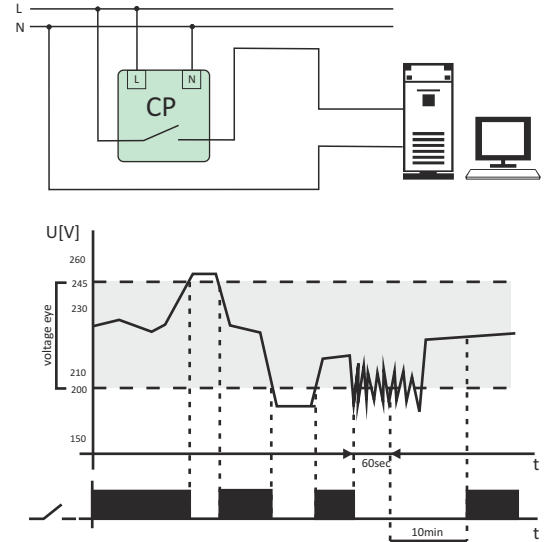 L
N
L N
CP
U[V]
260
245
230
voltage eye
210
200
150
60sec
t
10min
t